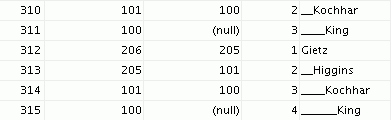 310 101 100 2 __Kochhar
311 100 (null) 3 ____King
312 206 205 1 Gietz
313 205 101 2 __Higgins
314 101 100 3 ____Kochhar
315 100 (null) 4 ______King